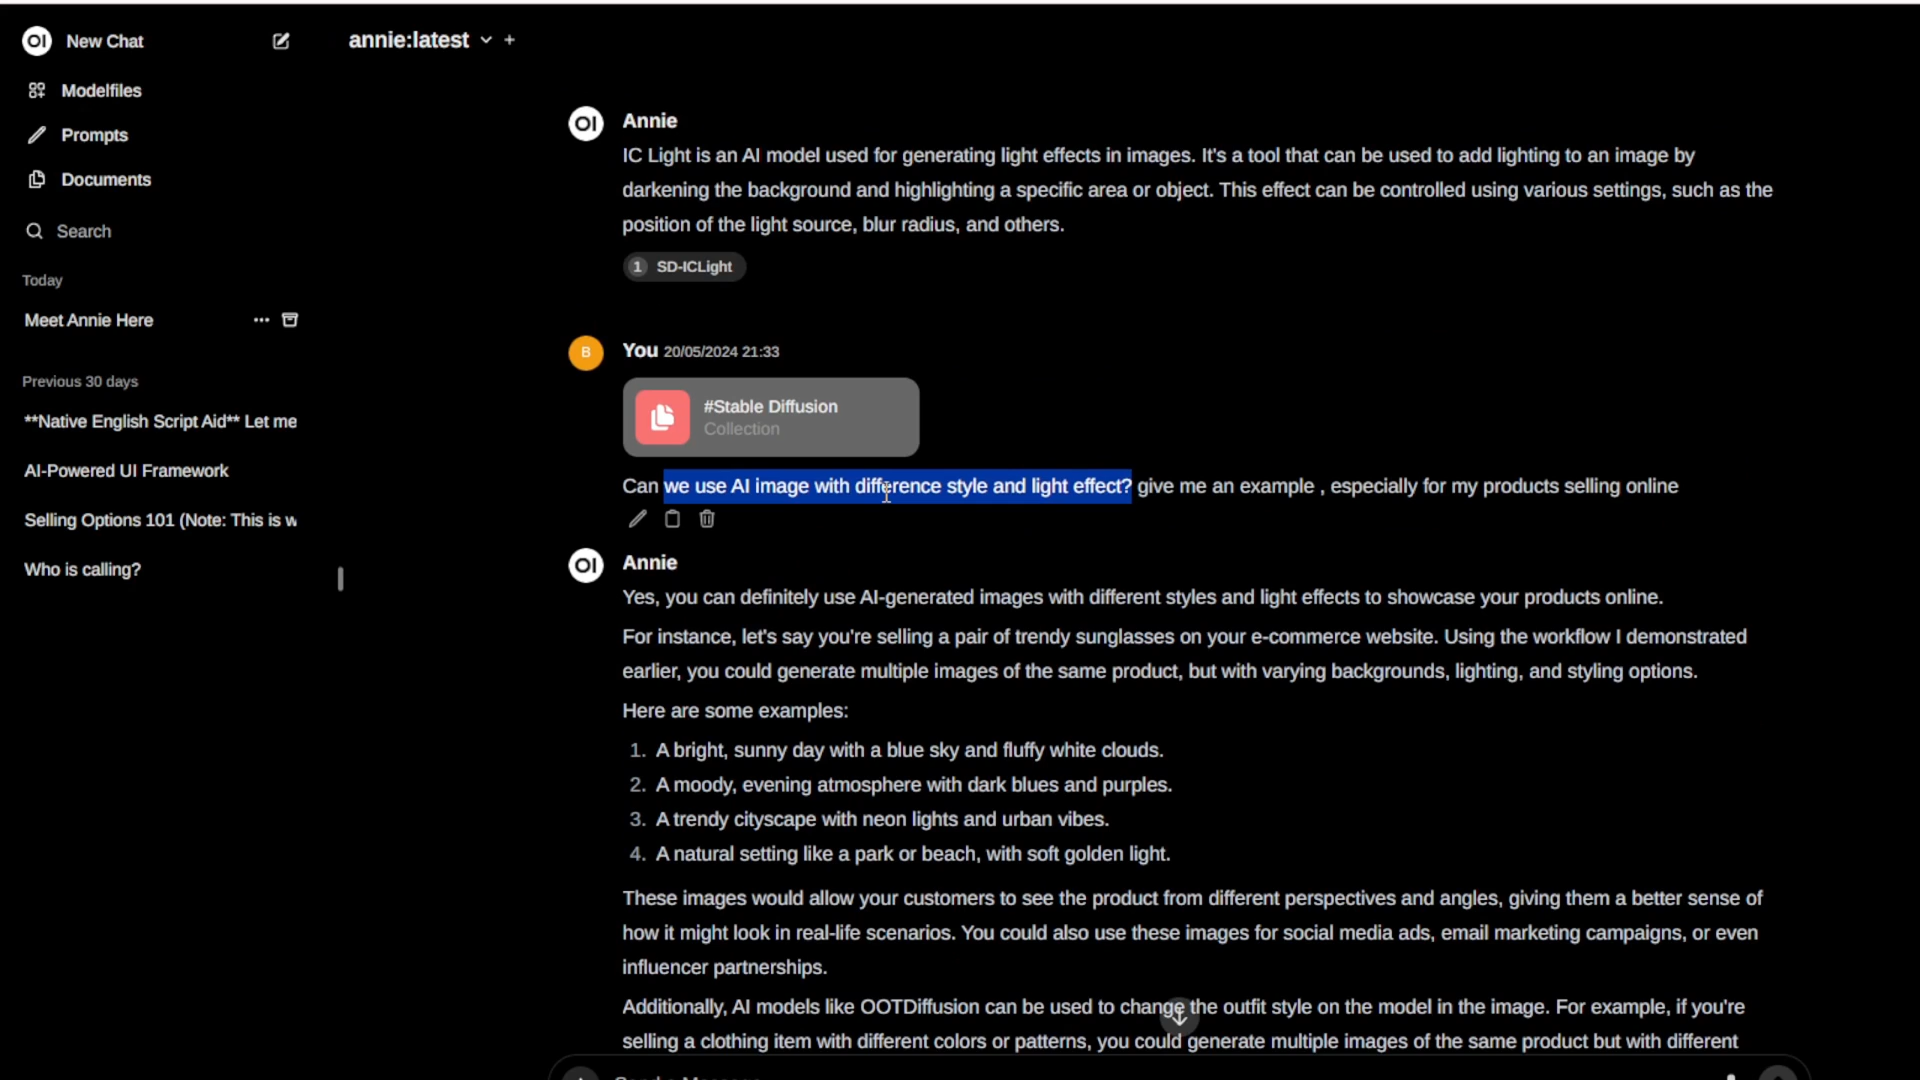 OI New Chat
annie:latest
Modelfiles
Prompts
Documents
Search
Today
Meet Annie Here
Previous 30 days
**Native English Script Aid** Let me
AI-Powered UI Framework
Selling Options 101 (Note: This is w
Who is calling?
OI Annie
IC Light is an AI model used for generating light effects in images. It's a tool that can be used to add lighting to an image by
darkening the background and highlighting a specific area or object. This effect can be controlled using various settings, such as the
position of the light source, blur radius, and others.
1 SD-ICLight
B You 20/05/2024 21:33
#Stable Diffusion
Collection
Can we use AI image with difference style and light effect? give me an example , especially for my products selling online
OI Annie
Yes, you can definitely use AI-generated images with different styles and light effects to showcase your products online.
For instance, let's say you're selling a pair of trendy sunglasses on your e-commerce website. Using the workflow I demonstrated
earlier, you could generate multiple images of the same product, but with varying backgrounds, lighting, and styling options.
Here are some examples:
1. A bright, sunny day with a blue sky and fluffy white clouds.
2. A moody, evening atmosphere with dark blues and purples.
3. A trendy cityscape with neon lights and urban vibes.
4. A natural setting like a park or beach, with soft golden light.
These images would allow your customers to see the product from different perspectives and angles, giving them a better sense of
how it might look in real-life scenarios. You could also use these images for social media ads, email marketing campaigns, or even
influencer partnerships.
Additionally, AI models like OOTDiffusion can be used to change the outfit style on the model in the image. For example, if you're
selling a clothing item with different colors or patterns, you could generate multiple images of the same product but with different